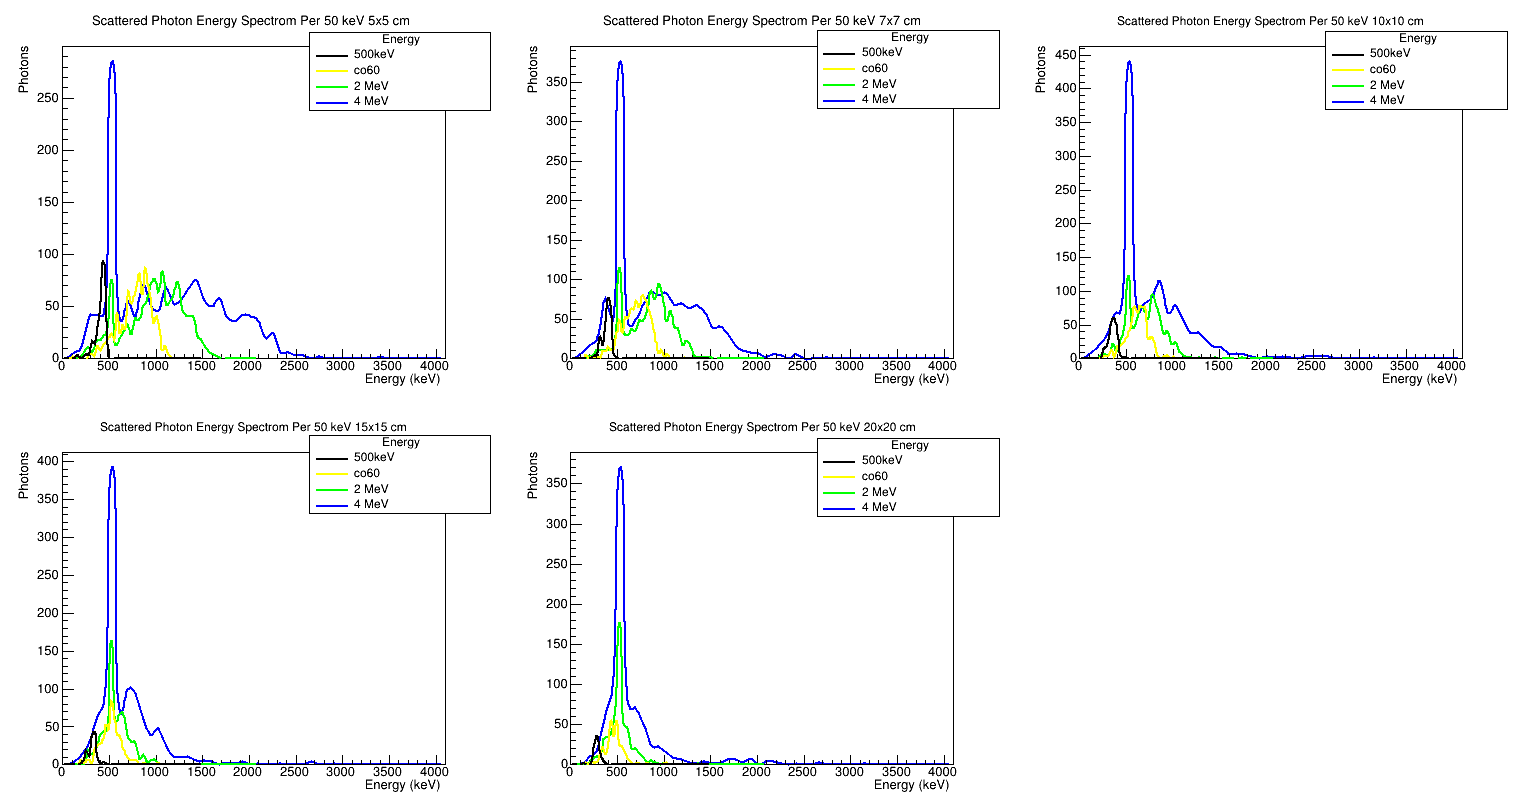 Scattered Photon Energy Spectrom Per 50 keV 5x5 cm
Photons
Energy
500keV
co60
2 MeV
4 MeV
250
200
150
100
50
0
0 500 1000 1500 2000 2500 3000 3500 4000
Energy (keV)
Scattered Photon Energy Spectrom Per 50 keV 7x7 cm
Photons
Energy
500keV
co60
2 MeV
4 MeV
350
300
250
200
150
100
50
0
0 500 1000 1500 2000 2500 3000 3500 4000
Energy (keV)
Scattered Photon Energy Spectrom Per 50 keV 10x10 cm
Photons
Energy
500keV
co60
2 MeV
4 MeV
450
400
350
300
250
200
150
100
50
0
0 500 1000 1500 2000 2500 3000 3500 4000
Energy (keV)
Scattered Photon Energy Spectrom Per 50 keV 15x15 cm
Photons
Energy
500keV
co60
2 MeV
4 MeV
400
350
300
250
200
150
100
50
0
0 500 1000 1500 2000 2500 3000 3500 4000
Energy (keV)
Scattered Photon Energy Spectrom Per 50 keV 20x20 cm
Photons
Energy
500keV
co60
2 MeV
4 MeV
350
300
250
200
150
100
50
0
0 500 1000 1500 2000 2500 3000 3500 4000
Energy (keV)